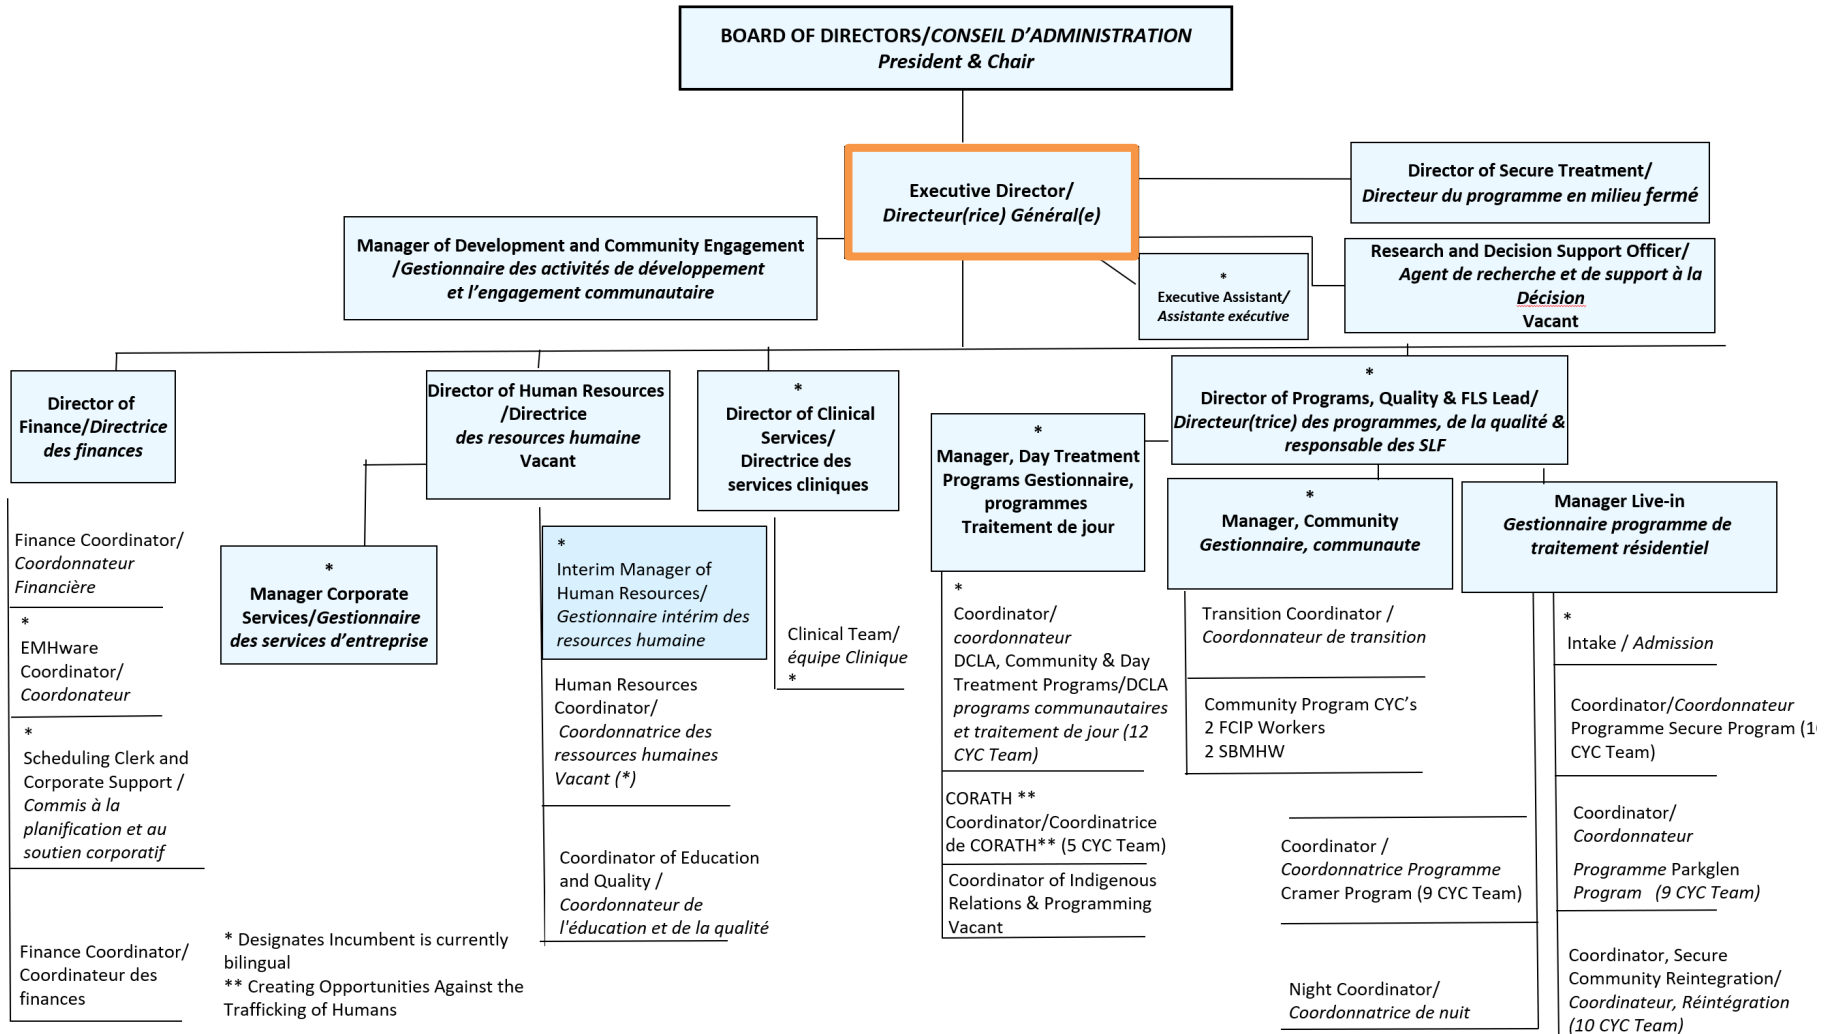 BOARD OF DIRECTORS/CONSEIL D’ADMINISTRATION
President & Chair
Executive Director/
Directeur(rice) Général(e)
Director of Secure Treatment/
Directeur du programme en milieu fermé
Manager of Development and Community Engagement
/Gestionnaire des activités de développement
et l’engagement communautaire
*
Executive Assistant/
Assistante exécutive
Research and Decision Support Officer/
Agent de recherche et de support à la
Décision
Vacant
Director of
Finance/Directrice
des finances
Finance Coordinator/
Coordonnateur
Financière
*
EMHware
Coordinator/
Coordonateur
*
Scheduling Clerk and
Corporate Support /
Commis à la
planification et au
soutien corporatif
Finance Coordinator/
Coordinateur des
finances
Director of Human Resources
/Directrice
des resources humaine
Vacant
*
Manager Corporate
Services/Gestionnaire
des services d’entreprise
*
Interim Manager of
Human Resources/
Gestionnaire intérim des
resources humaine
Human Resources
Coordinator/
Coordonnatrice des
ressources humaines
Vacant (*)
Coordinator of Education
and Quality /
Coordonnateur de
l'éducation et de la qualité
*
Director of Clinical
Services/
Directrice des
services cliniques
Clinical Team/
équipe Clinique
*
*
Director of Programs, Quality & FLS Lead/
Directeur(trice) des programmes, de la qualité &
responsable des SLF
*
Manager, Day Treatment
Programs Gestionnaire,
programmes
Traitement de jour
*
Coordinator/
coordonnateur
DCLA, Community & Day
Treatment Programs/DCLA
programs communautaires
et traitement de jour (12
CYC Team)
CORATH **
Coordinator/Coordinatrice
de CORATH** (5 CYC Team)
Coordinator of Indigenous
Relations & Programming
Vacant
*
Manager, Community
Gestionnaire, communaute
Transition Coordinator /
Coordonnateur de transition
Community Program CYC’s
2 FCIP Workers
2 SBMHW
Manager Live-in
Gestionnaire programme de
traitement résidentiel
Coordinator /
Coordonnatrice Programme
Cramer Program (9 CYC Team)
Night Coordinator/
Coordonnatrice de nuit
*
Intake / Admission
Coordinator/Coordonnateur
Programme Secure Program
CYC Team)
Coordinator/
Coordonnateur
Programme Parkglen
Program (9 CYC Team)
Coordinator, Secure
Community Reintegration/
Coordinateur, Réintégration
(10 CYC Team)
* Designates Incumbent is currently
bilingual
** Creating Opportunities Against the
Trafficking of Humans